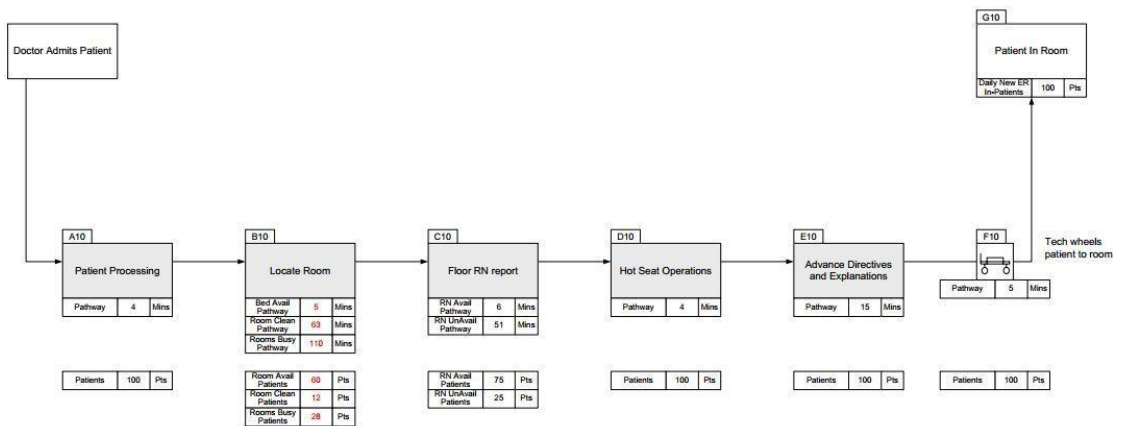 G10
Doctor Admits Patient
Patient In Room
Daily New ER
In-Patients 100 Pts
A10
B10
C10
D10
E10
F10
Tech wheels
patient to room
Patient Processing
Locate Room
Floor RN report
Hot Seat Operations
Advance Directives
and Explanations
Pathway 4 Mins
Bed Avail
Pathway 5 Mins
Room Clean
Pathway 63 Mins
Rooms Busy
Pathway 110 Mins
RN Avail
Pathway 6 Mins
RN UnAvail
Pathway 51 Mins
Pathway 4 Mins
Pathway 15 Mins
Pathway 5 Mins
Patients 100 Pts
Room Avail
Patients 60 Pts
Room Clean
Patients 12 Pts
Rooms Busy
Patients 28 Pts
RN Avail
Patients 75 Pts
RN UnAvail
Patients 25 Pts
Patients 100 Pts
Patients 100 Pts
Patients 100 Pts